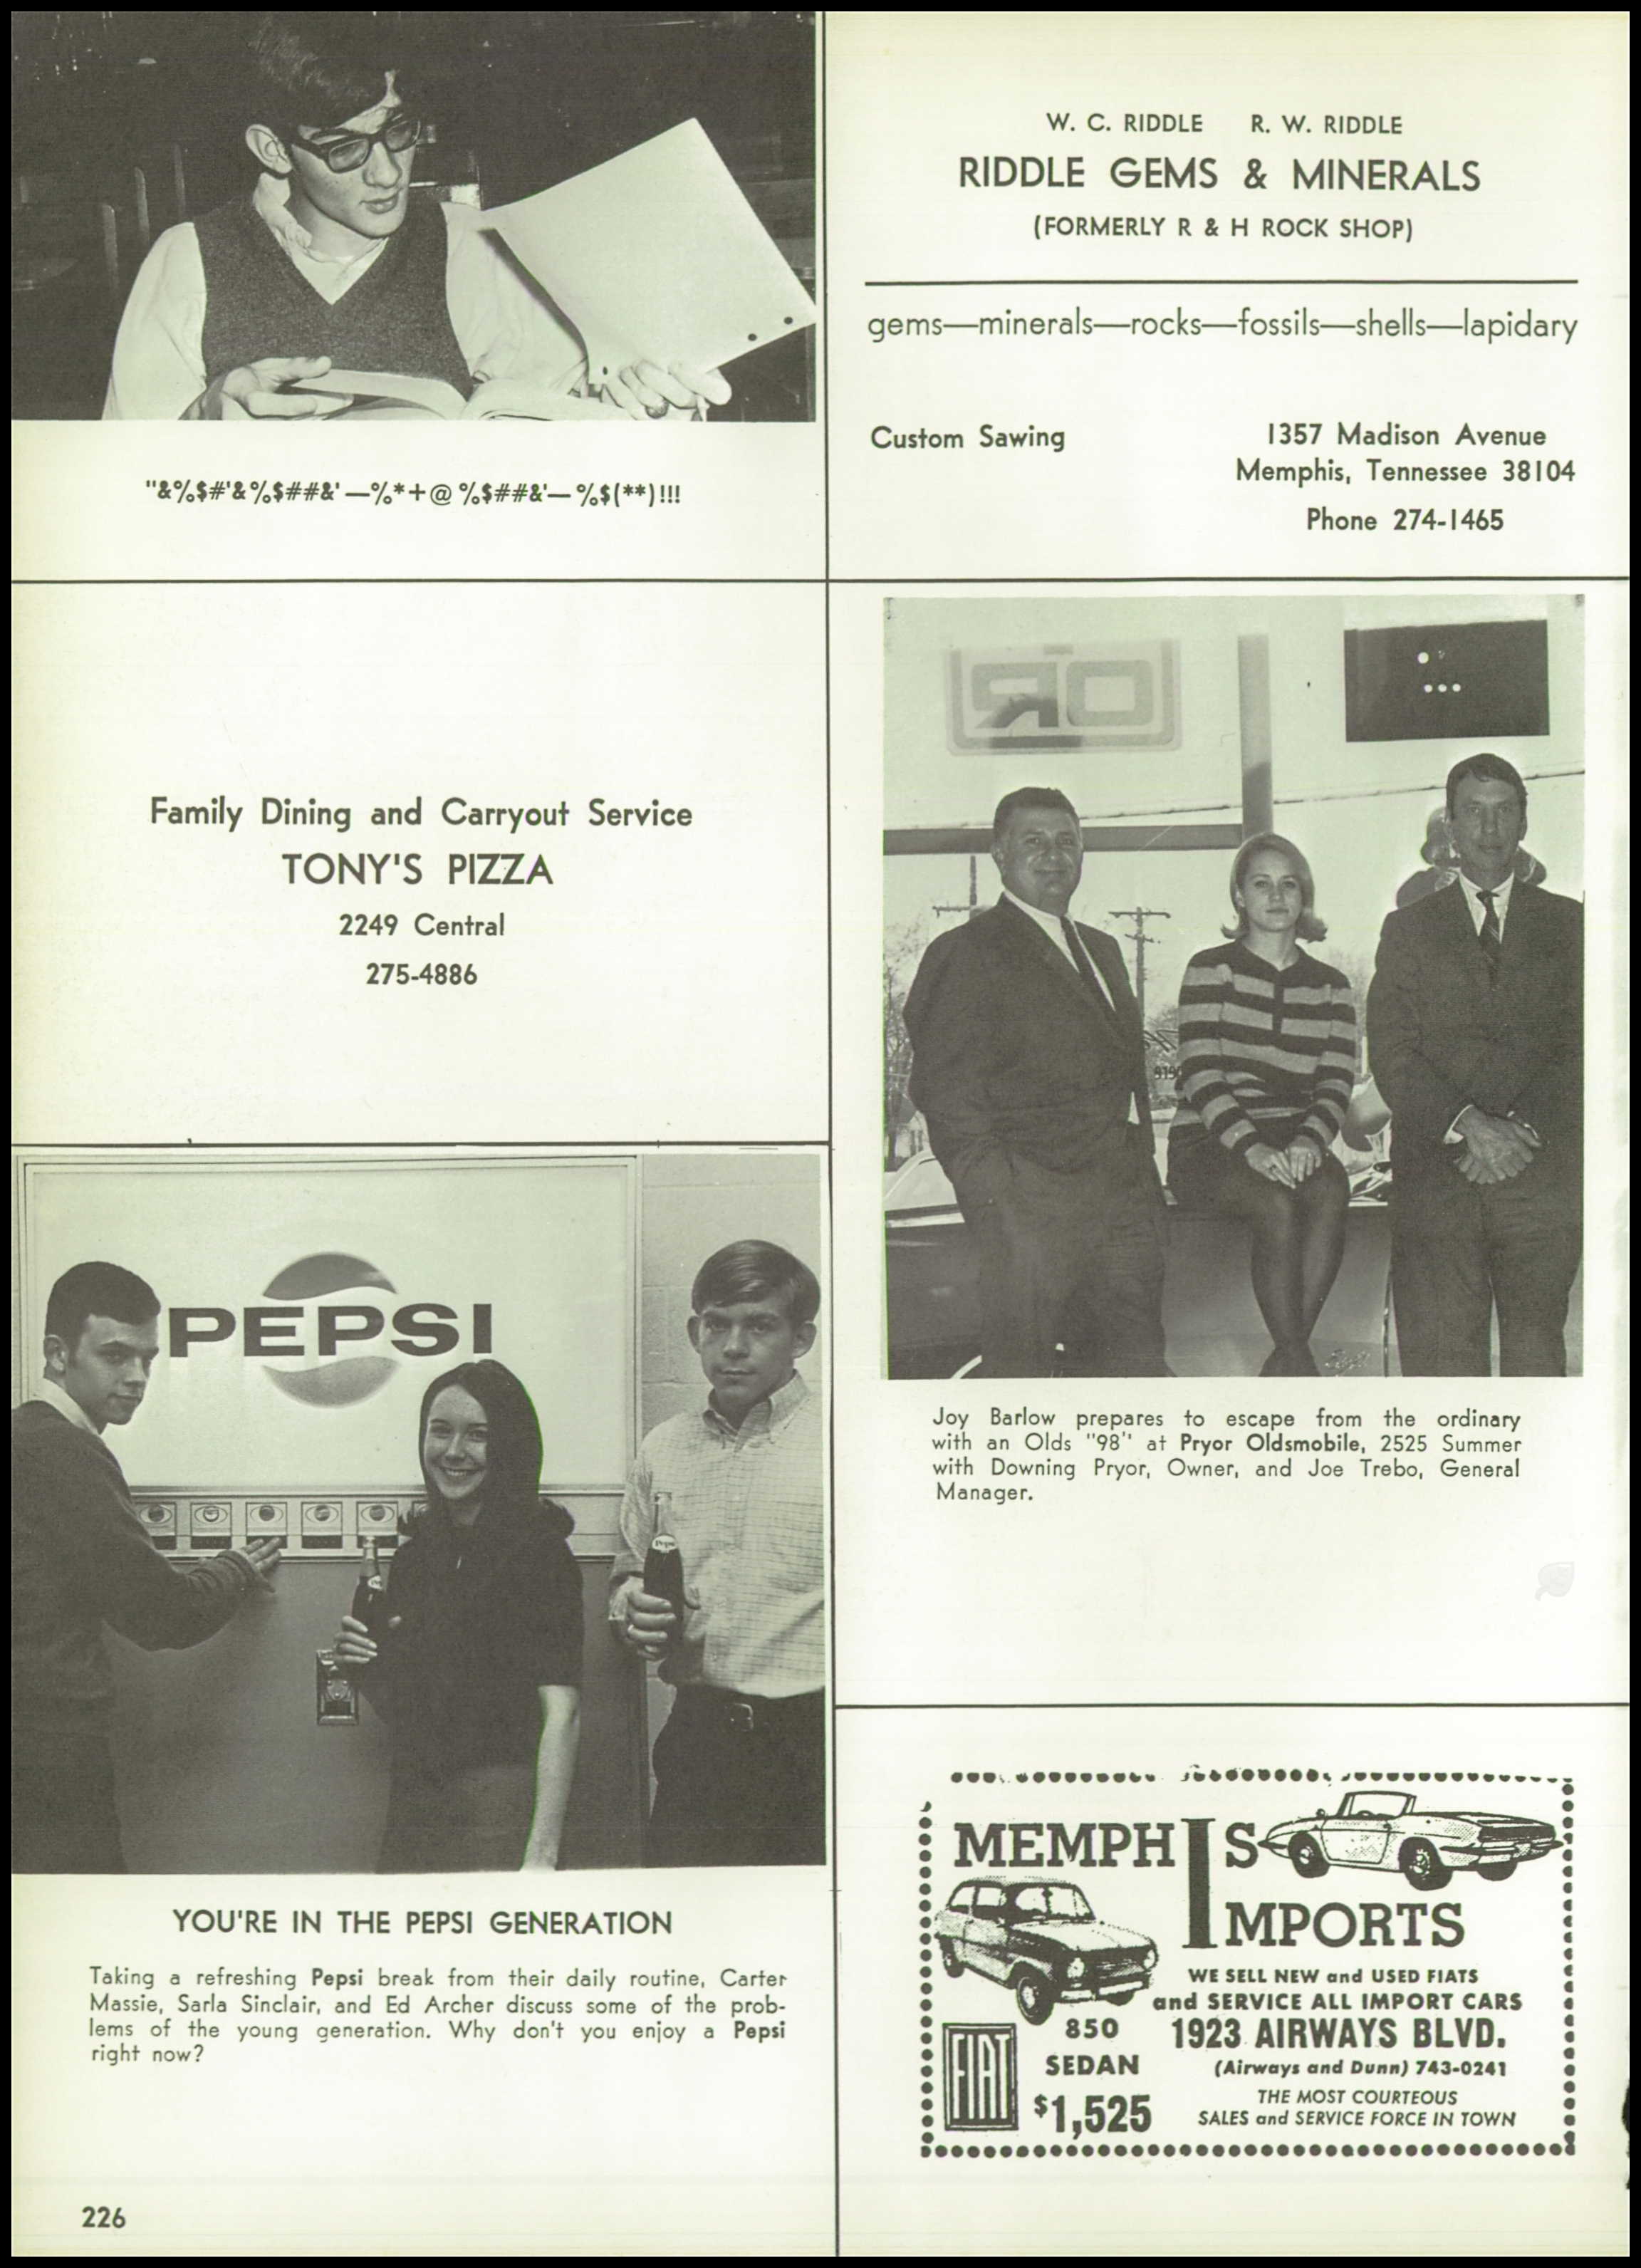 "&%$#'&%$##&'—%*+@%$##&'—%$(**)!!!
W. C. RIDDLE R. W. RIDDLE
RIDDLE GEMS & MINERALS
(FORMERLY R & H ROCK SHOP)
gems—minerals—rocks—fossils—shells—lapidary
Custom Sawing
1357 Madison Avenue
Memphis, Tennessee 38104
Phone 274-1465
Family Dining and Carryout Service
TONY'S PIZZA
2249 Central
275-4886
PEPSI
YOU'RE IN THE PEPSI GENERATION
Taking a refreshing Pepsi break from their daily routine, Carter
Massie, Sarla Sinclair, and Ed Archer discuss some of the prob-
lems of the young generation. Why don't you enjoy a Pepsi
right now?
Joy Barlow prepares to escape from the ordinary
with an Olds "98" at Pryor Oldsmobile, 2525 Summer
with Downing Pryor, Owner, and Joe Trebo, General
Manager.
MEMPHIS
IMPORTS
WE SELL NEW and USED FIATS
and SERVICE ALL IMPORT CARS
1923 AIRWAYS BLVD.
(Airways and Dunn) 743-0241
THE MOST COURTEOUS
SALES and SERVICE FORCE IN TOWN
850
SEDAN
$1,525
FIAT
226